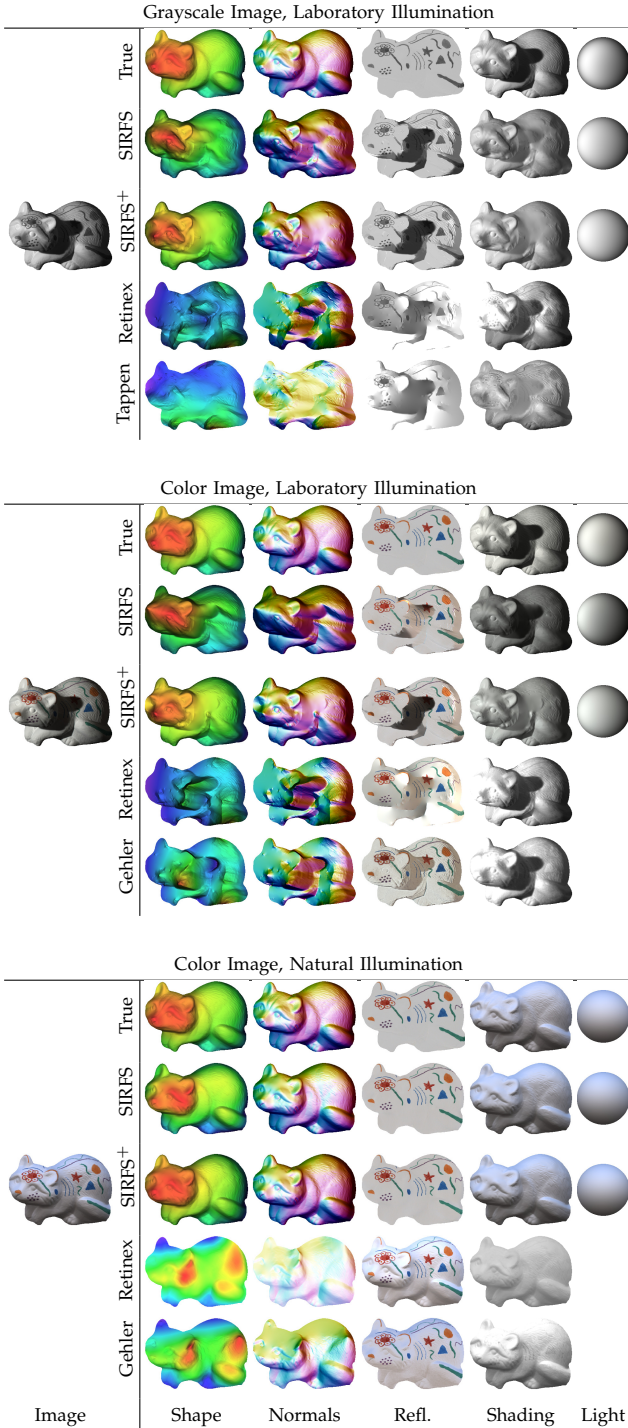 Grayscale Image, Laboratory Illumination
True
SIRFS
SIRFS+
Retinex
Tappen
Color Image, Laboratory Illumination
True
SIRFS
SIRFS+
Retinex
Gehler
Color Image, Natural Illumination
True
SIRFS
SIRFS+
Retinex
Gehler
Image Shape Normals Refl. Shading Light